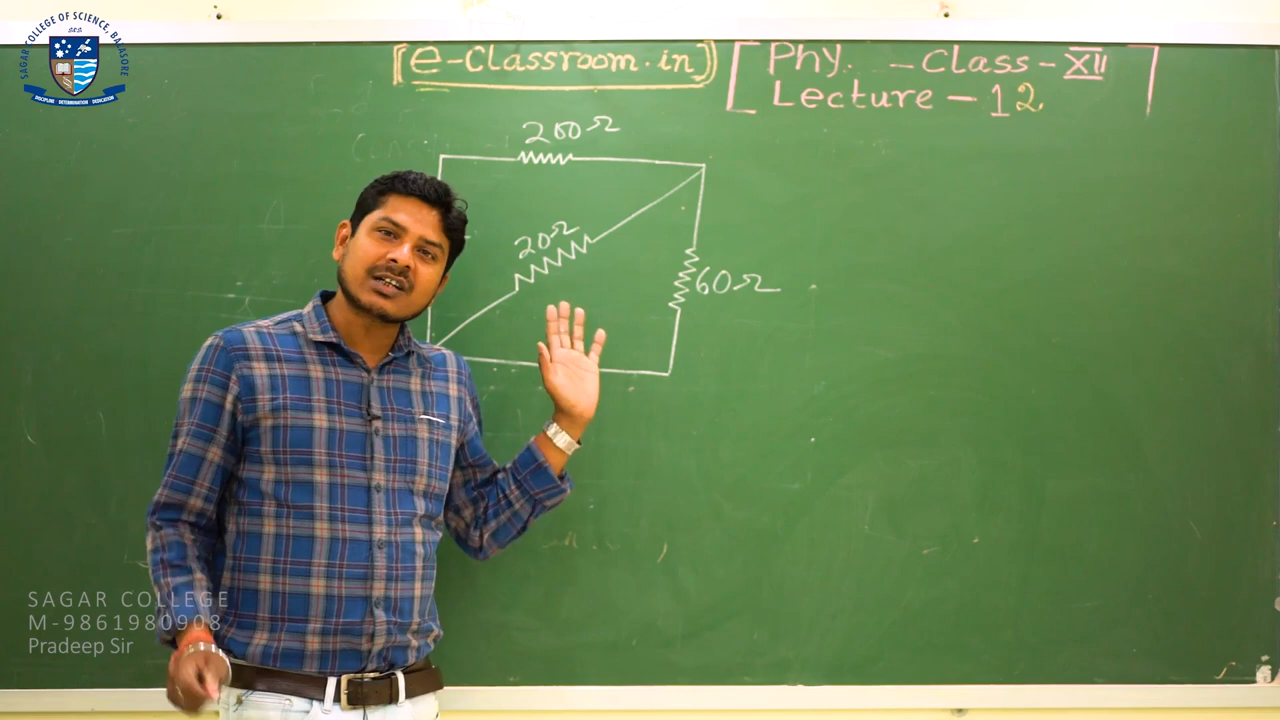 SAGAR COLLEGE OF SCIENCE, BALASORE
SCS
DISCIPLINE DETERMINATION DEDICATION
[e-Classroom.in]
[Phy. - Class - XII]
Lecture - 12
200Ω
20Ω
60Ω
SAGAR COLLEGE
M-9861980908
Pradeep Sir